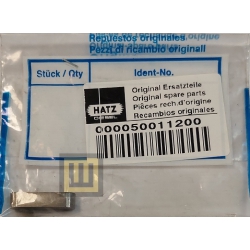 Repuestos originales
Pezzi di ricambio originali
Stück / Qty
Ident-No.
HATZ
DIESEL
Original Ersatzteile
Original spare parts
Pièces rech.d'origine
Recambios originales
000050011200